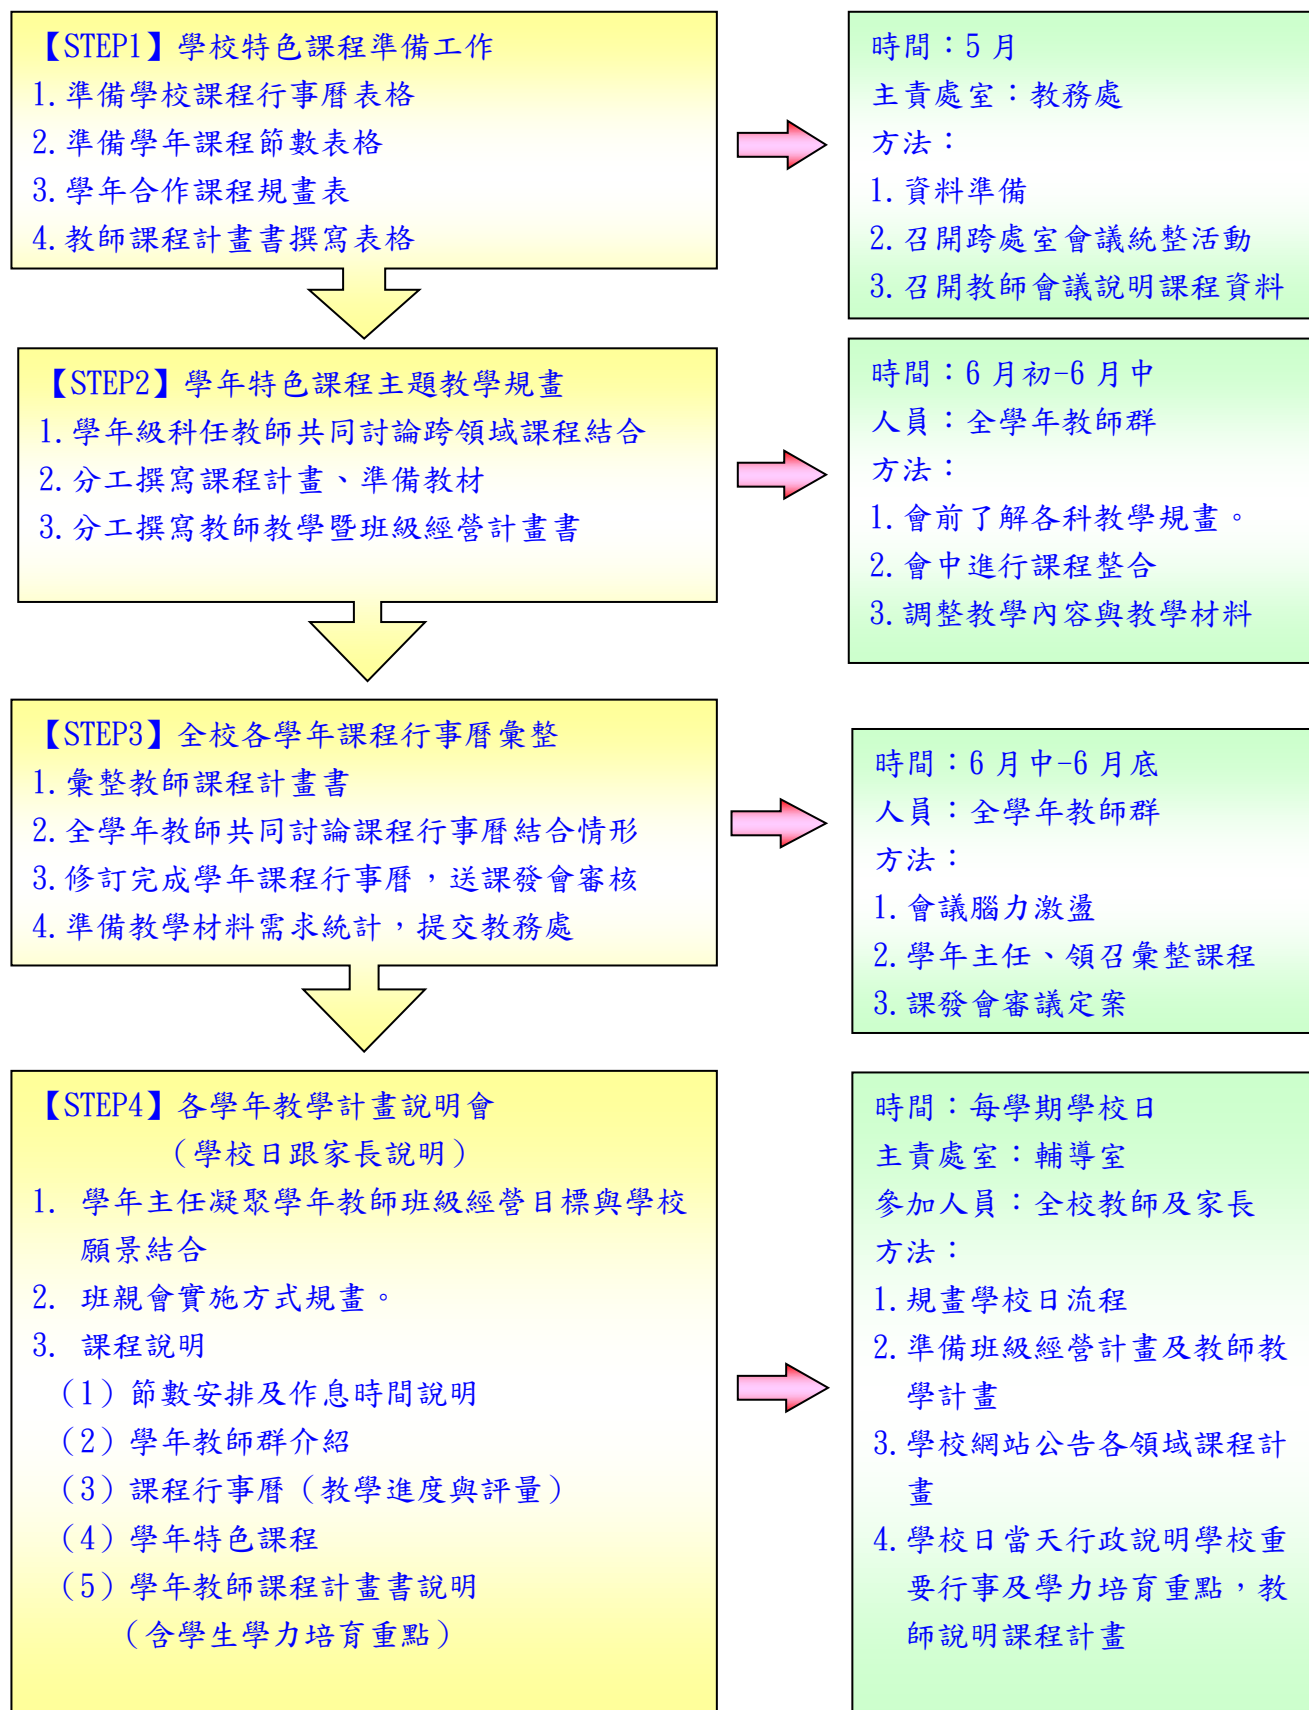 【STEP1】學校特色課程準備工作
1.準備學校課程行事曆表格
2.準備學年課程節數表格
3.學年合作課程規畫表
4.教師課程計畫書撰寫表格
時間：5 月
主責處室：教務處
方法：
1.資料準備
2.召開跨處室會議統整活動
3.召開教師會議說明課程資料
【STEP2】學年特色課程主題教學規畫
1.學年級科任教師共同討論跨領域課程結合
2.分工撰寫課程計畫、準備教材
3.分工撰寫教師教學暨班級經營計畫書
時間：6 月初-6 月中
人員：全學年教師群
方法：
1.會前了解各科教學規畫。
2.會中進行課程整合
3.調整教學內容與教學材料
【STEP3】全校各學年課程行事曆彙整
1.彙整教師課程計畫書
2.全學年教師共同討論課程行事曆結合情形
3.修訂完成學年課程行事曆，送課發會審核
4.準備教學材料需求統計，提交教務處
時間：6 月中-6 月底
人員：全學年教師群
方法：
1.會議腦力激盪
2.學年主任、領召彙整課程
3.課發會審議定案
【STEP4】各學年教學計畫說明會
（學校日跟家長說明）
1. 學年主任凝聚學年教師班級經營目標與學校
願景結合
2. 班親會實施方式規畫。
3. 課程說明
（1）節數安排及作息時間說明
（2）學年教師群介紹
（3）課程行事曆（教學進度與評量）
（4）學年特色課程
（5）學年教師課程計畫書說明
（含學生學力培育重點）
時間：每學期學校日
主責處室：輔導室
參加人員：全校教師及家長
方法：
1.規畫學校日流程
2.準備班級經營計畫及教師教
學計畫
3.學校網站公告各領域課程計
畫
4.學校日當天行政說明學校重
要行事及學力培育重點，教
師說明課程計畫